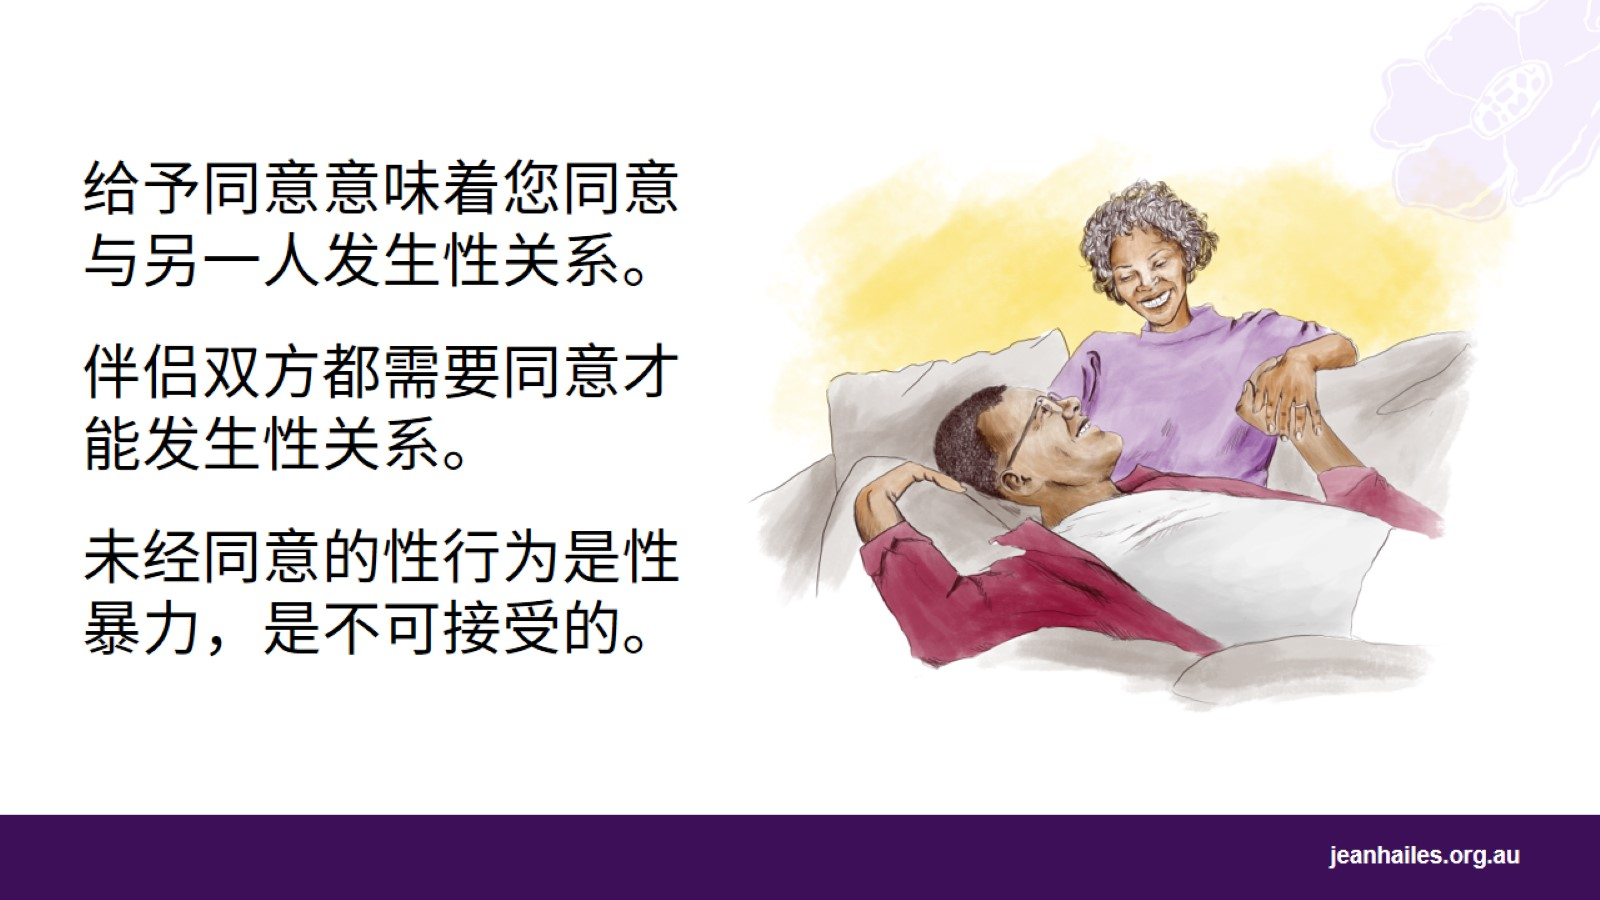 给予同意意味着您同意
与另一人发生性关系。
伴侣双方都需要同意才
能发生性关系。
未经同意的性行为是性
暴力，是不可接受的。
jeanhailes.org.au